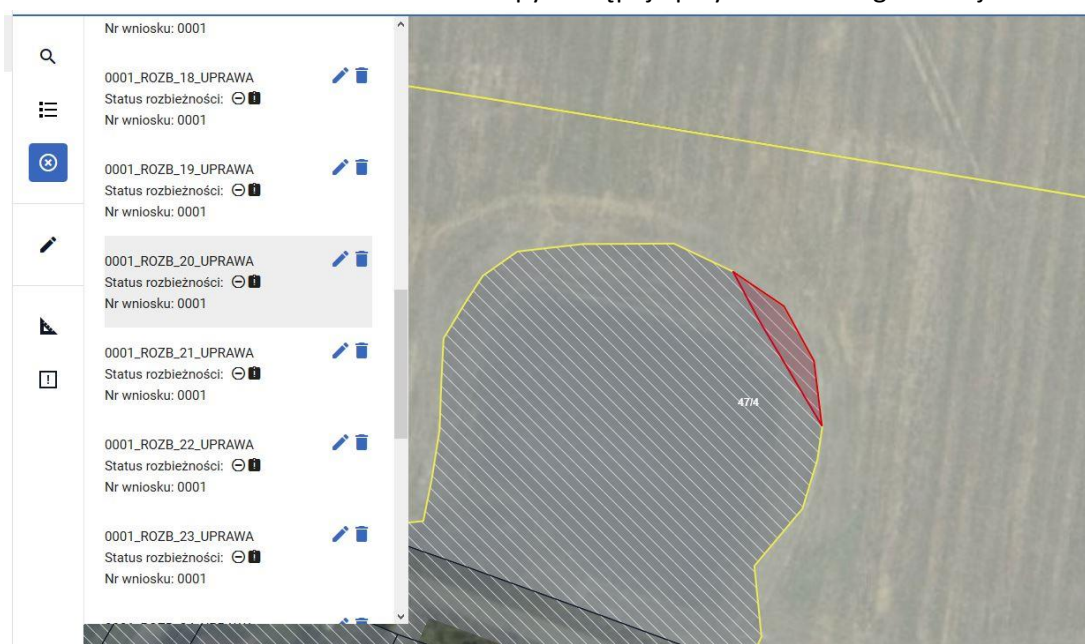 Nr wniosku: 0001
0001_ROZB_18_UPRAWA
Status rozbieżności:
Nr wniosku: 0001
0001_ROZB_19_UPRAWA
Status rozbieżności:
Nr wniosku: 0001
0001_ROZB_20_UPRAWA
Status rozbieżności:
Nr wniosku: 0001
0001_ROZB_21_UPRAWA
Status rozbieżności:
Nr wniosku: 0001
0001_ROZB_22_UPRAWA
Status rozbieżności:
Nr wniosku: 0001
0001_ROZB_23_UPRAWA
Status rozbieżności:
Nr wniosku: 0001
47/4